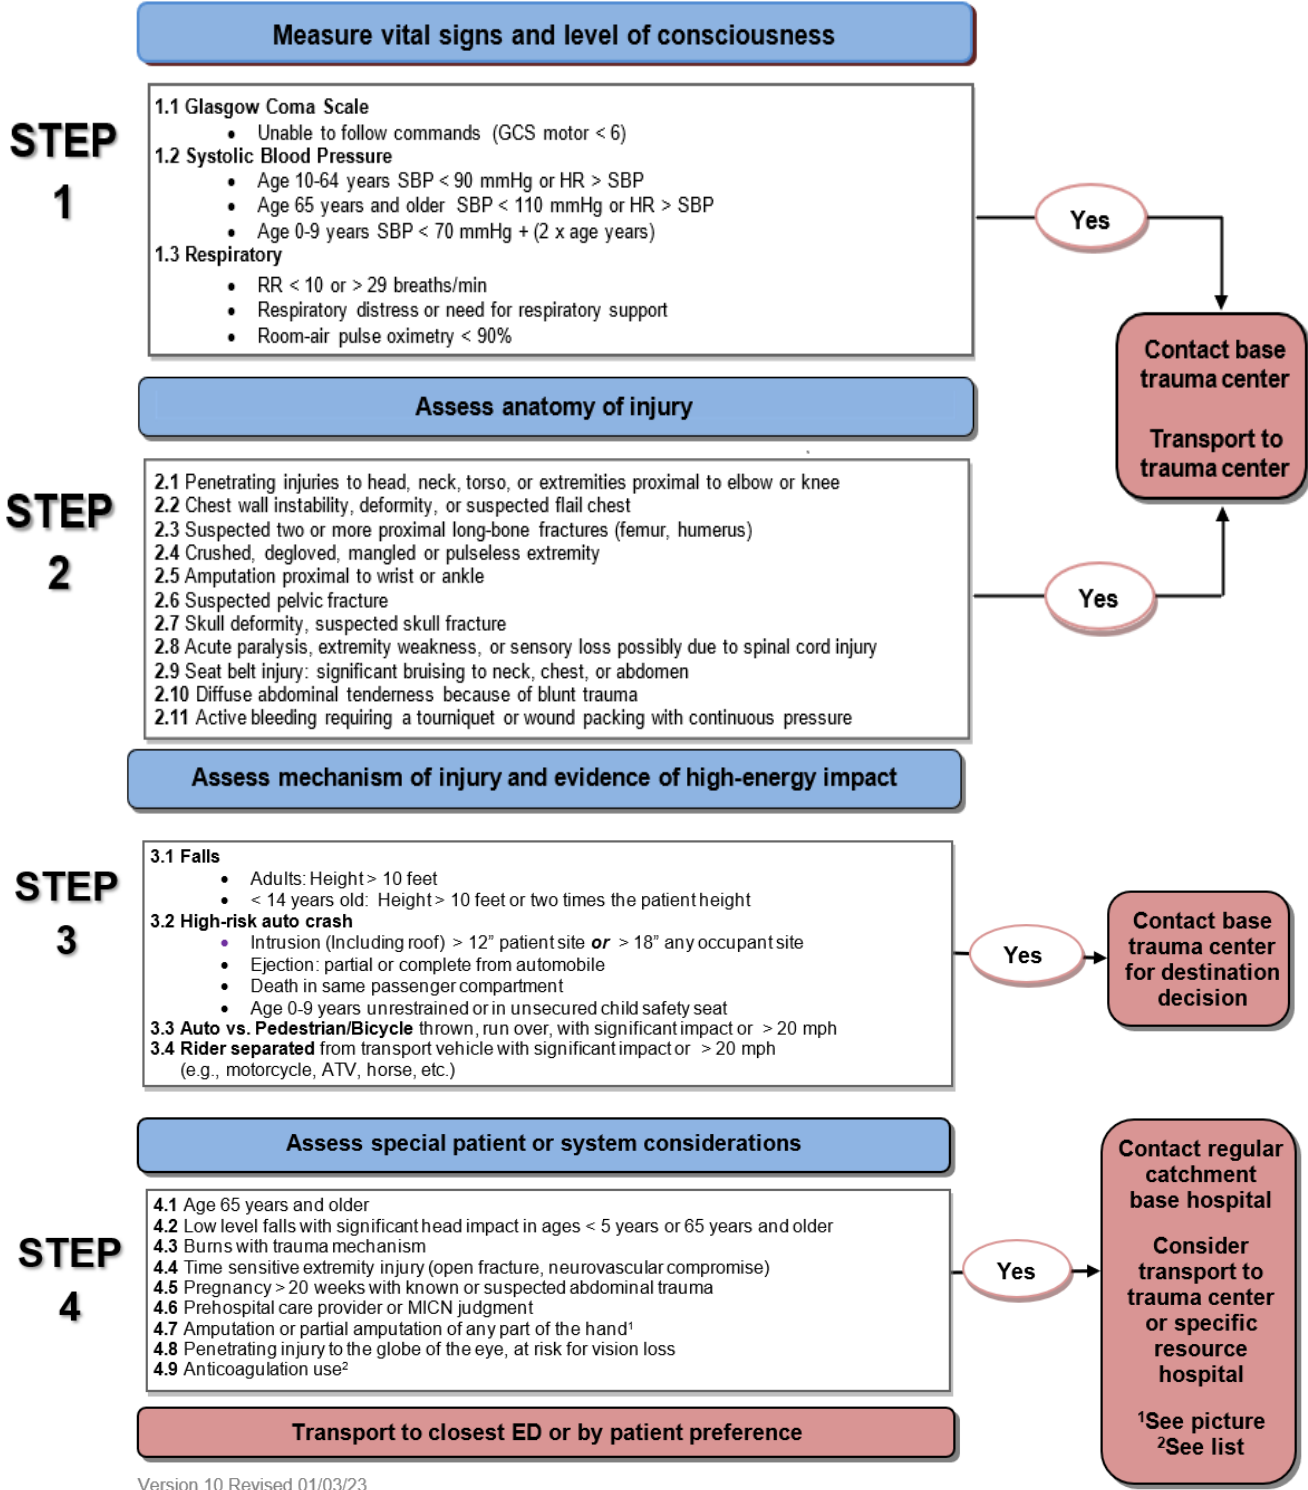 Measure vital signs and level of consciousness
STEP
1
1.1 Glasgow Coma Scale
• Unable to follow commands (GCS motor < 6)
1.2 Systolic Blood Pressure
• Age 10-64 years SBP < 90 mmHg or HR > SBP
• Age 65 years and older SBP < 110 mmHg or HR > SBP
• Age 0-9 years SBP < 70 mmHg + (2 x age years)
1.3 Respiratory
• RR < 10 or > 29 breaths/min
• Respiratory distress or need for respiratory support
• Room-air pulse oximetry < 90%
Yes
Contact base
trauma center
Transport to
trauma center
Assess anatomy of injury
STEP
2
2.1 Penetrating injuries to head, neck, torso, or extremities proximal to elbow or knee
2.2 Chest wall instability, deformity, or suspected flail chest
2.3 Suspected two or more proximal long-bone fractures (femur, humerus)
2.4 Crushed, degloved, mangled or pulseless extremity
2.5 Amputation proximal to wrist or ankle
2.6 Suspected pelvic fracture
2.7 Skull deformity, suspected skull fracture
2.8 Acute paralysis, extremity weakness, or sensory loss possibly due to spinal cord injury
2.9 Seat belt injury: significant bruising to neck, chest, or abdomen
2.10 Diffuse abdominal tenderness because of blunt trauma
2.11 Active bleeding requiring a tourniquet or wound packing with continuous pressure
Yes
Assess mechanism of injury and evidence of high-energy impact
STEP
3
3.1 Falls
• Adults: Height > 10 feet
• < 14 years old: Height > 10 feet or two times the patient height
3.2 High-risk auto crash
• Intrusion (Including roof) > 12” patient site or > 18” any occupant site
• Ejection: partial or complete from automobile
• Death in same passenger compartment
• Age 0-9 years unrestrained or in unsecured child safety seat
3.3 Auto vs. Pedestrian/Bicycle thrown, run over, with significant impact or > 20 mph
3.4 Rider separated from transport vehicle with significant impact or > 20 mph
(e.g., motorcycle, ATV, horse, etc.)
Yes
Contact base
trauma center
for destination
decision
Assess special patient or system considerations
STEP
4
4.1 Age 65 years and older
4.2 Low level falls with significant head impact in ages < 5 years or 65 years and older
4.3 Burns with trauma mechanism
4.4 Time sensitive extremity injury (open fracture, neurovascular compromise)
4.5 Pregnancy > 20 weeks with known or suspected abdominal trauma
4.6 Prehospital care provider or MICN judgment
4.7 Amputation or partial amputation of any part of the hand¹
4.8 Penetrating injury to the globe of the eye, at risk for vision loss
4.9 Anticoagulation use²
Yes
Contact regular
catchment
base hospital
Consider
transport to
trauma center
or specific
resource
hospital
¹See picture
²See list
Transport to closest ED or by patient preference
Version 10 Revised 01/03/23